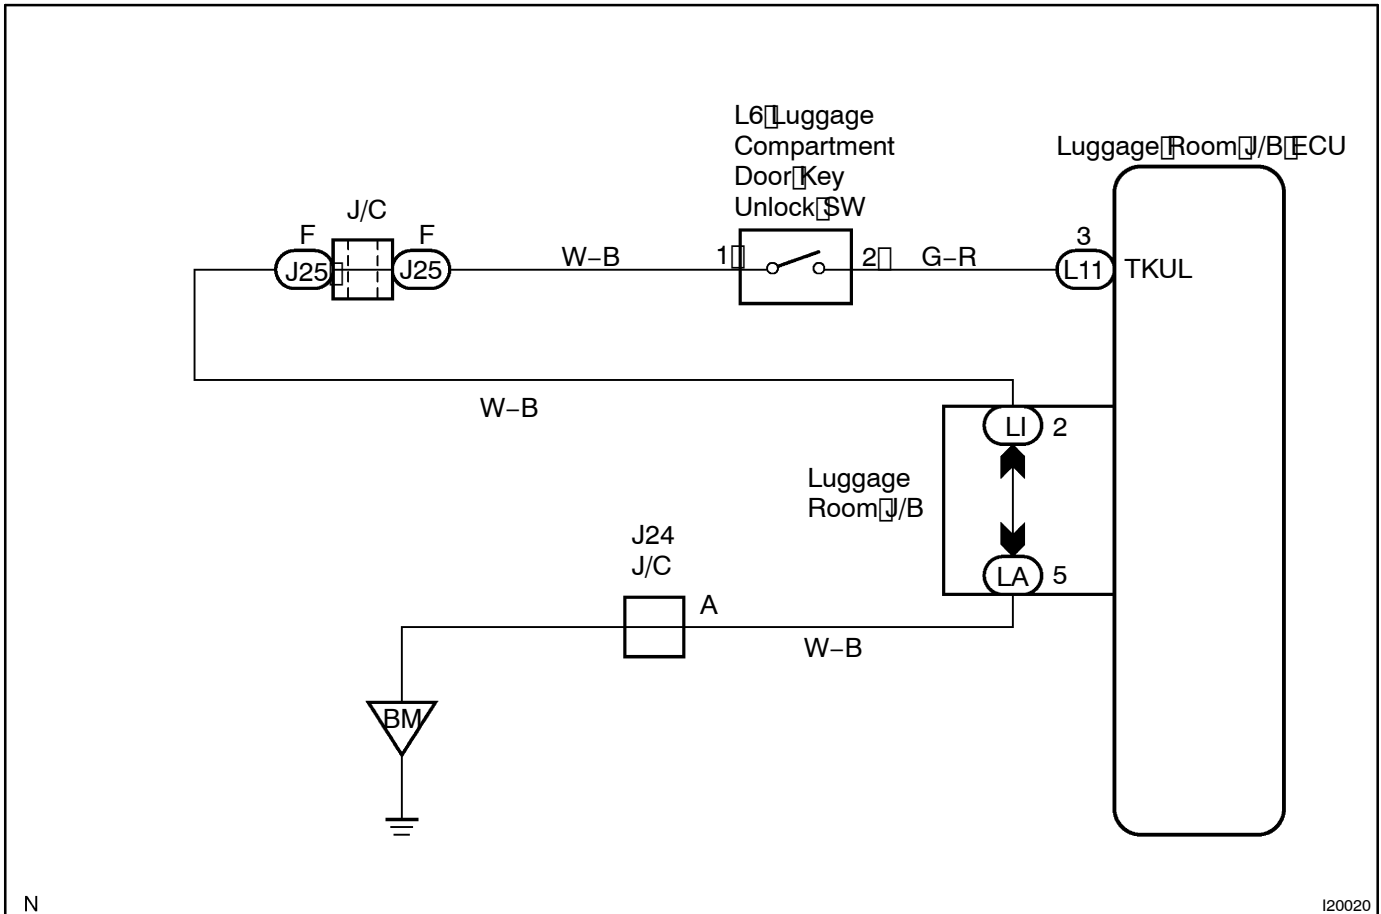 L6 Luggage
Compartment
Door Key
Unlock SW
Luggage Room J/B ECU
J/C
F
F
3
J25
J25
W−B
1
2
G−R
L11
TKUL
W−B
LI
2
Luggage
Room J/B
J24
J/C
LA
5
A
W−B
BM
N
I20020